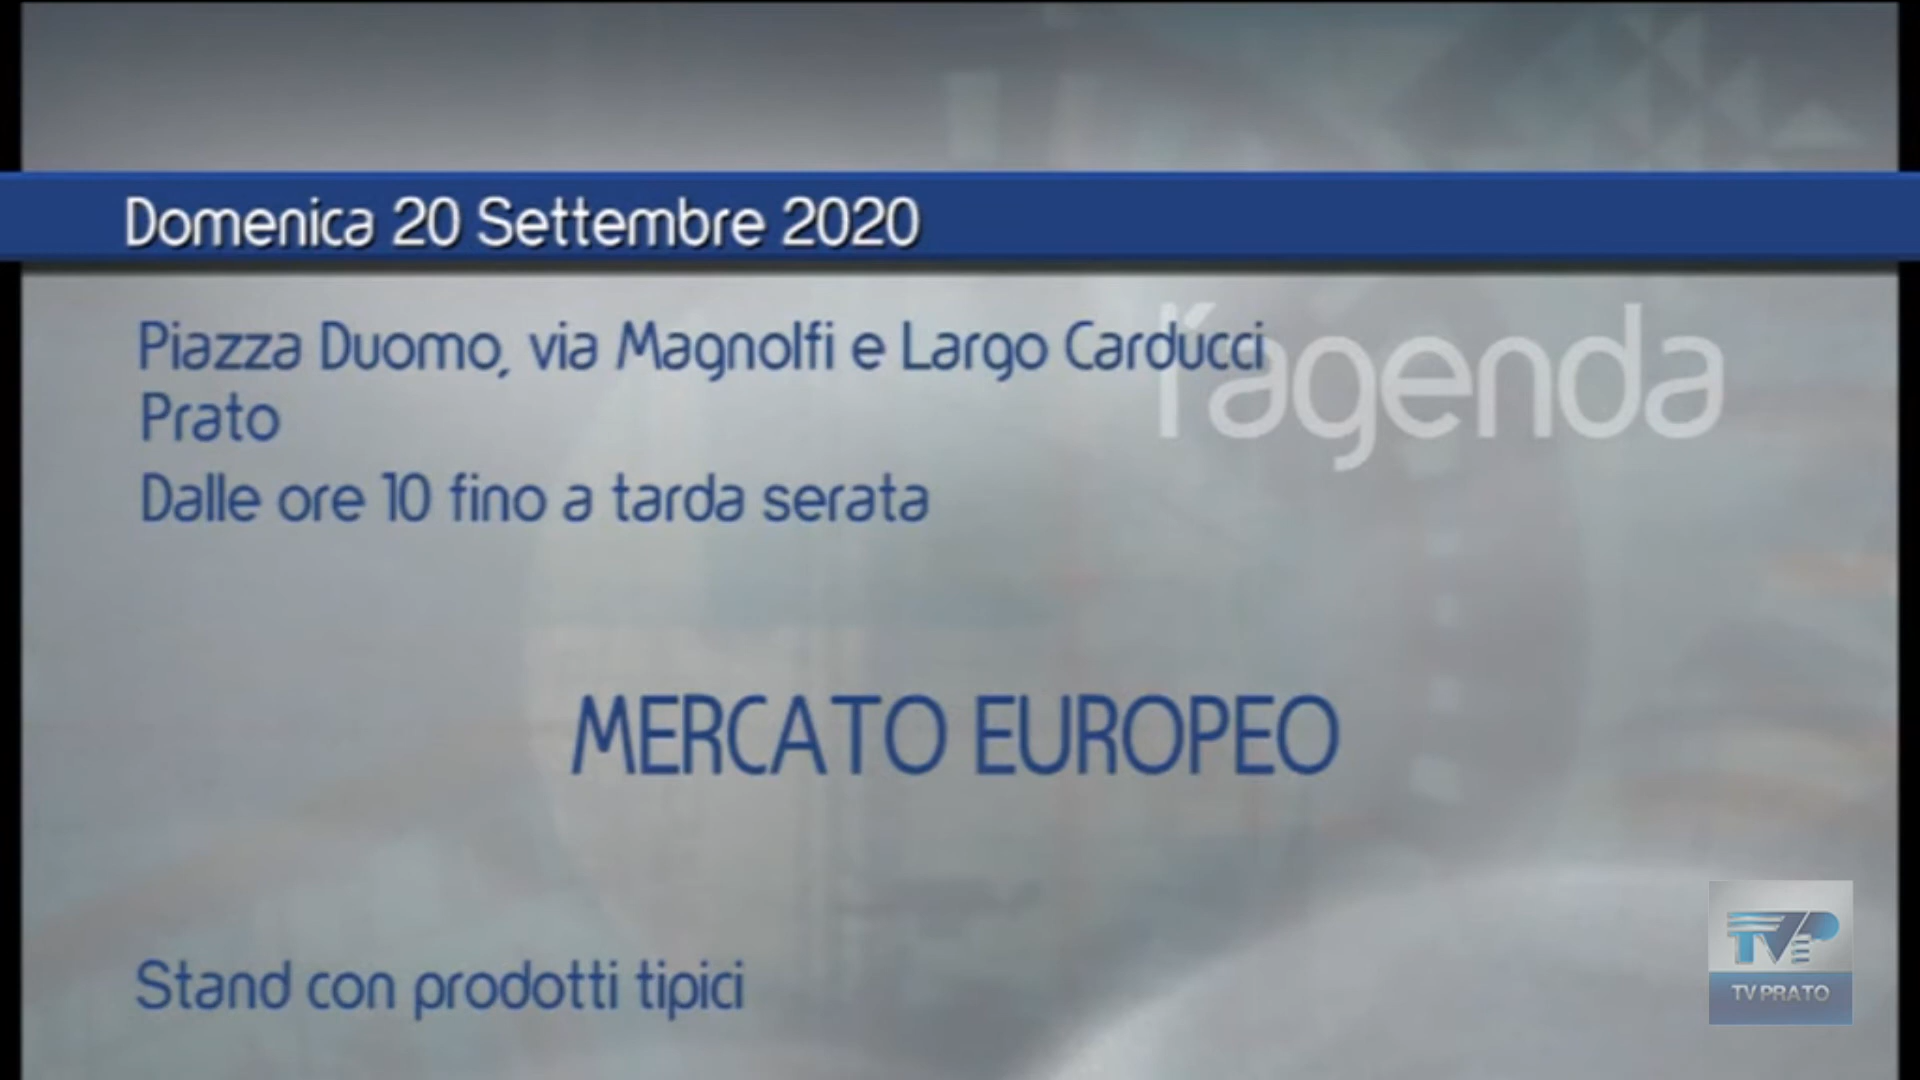 Domenica 20 Settembre 2020
l'agenda
Piazza Duomo, via Magnolfi e Largo Carducci
Prato
Dalle ore 10 fino a tarda serata
MERCATO EUROPEO
Stand con prodotti tipici
TVP
TV PRATO